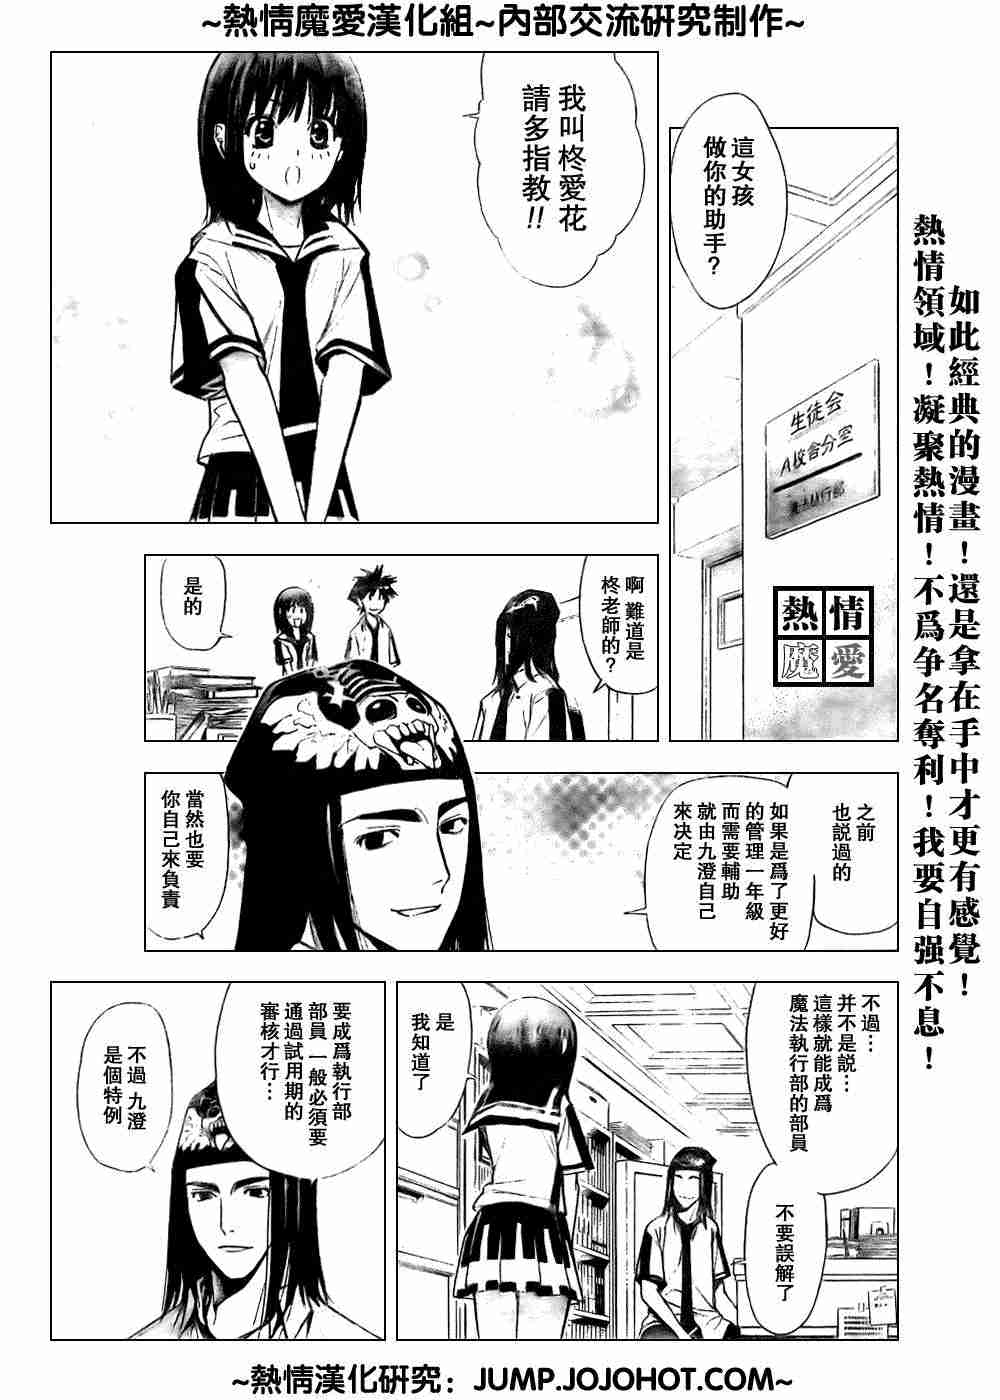 ~熱情魔愛漢化組~內部交流研究制作~
這女孩
做你的助手？
生徒会
A校舍分室
我叫柊愛花
請多指教!!
熱情
魔愛
啊 難道是
柊老師的？
是的
之前
也説過的
如果是爲了更好
的管理一年級
而需要輔助
就由九澄自己
來決定
當然也要
你自己來負責
不過…
并不是説…
這樣就能成爲
魔法執行部的部員
不要誤解了
是
我知道了
要成爲執行部
部員 一般必須要
通過試用期的
審核才行…
不過 九澄
是個特例
如此經典的漫畫！還是拿在手中才更有感覺！
熱情領域！凝聚熱情！不爲争名奪利！我要自强不息！
~熱情漢化研究：JUMP.JOJOHOT.COM~